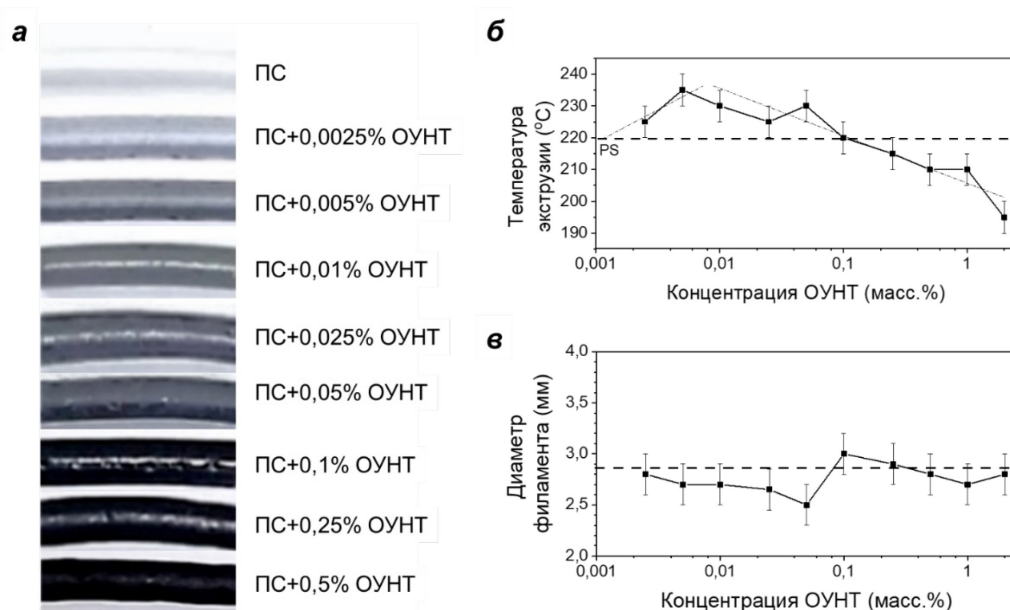 а
ПС
ПС+0,0025% ОУНТ
ПС+0,005% ОУНТ
ПС+0,01% ОУНТ
ПС+0,025% ОУНТ
ПС+0,05% ОУНТ
ПС+0,1% ОУНТ
ПС+0,25% ОУНТ
ПС+0,5% ОУНТ
б
Температура
экструзии (°C)
240
230
220
210
200
190
PS
0,001
0,01
0,1
1
Концентрация ОУНТ (масс.%)
в
Диаметр
филамента (мм)
4,0
3,5
3,0
2,5
2,0
0,001
0,01
0,1
1
Концентрация ОУНТ (масс.%)